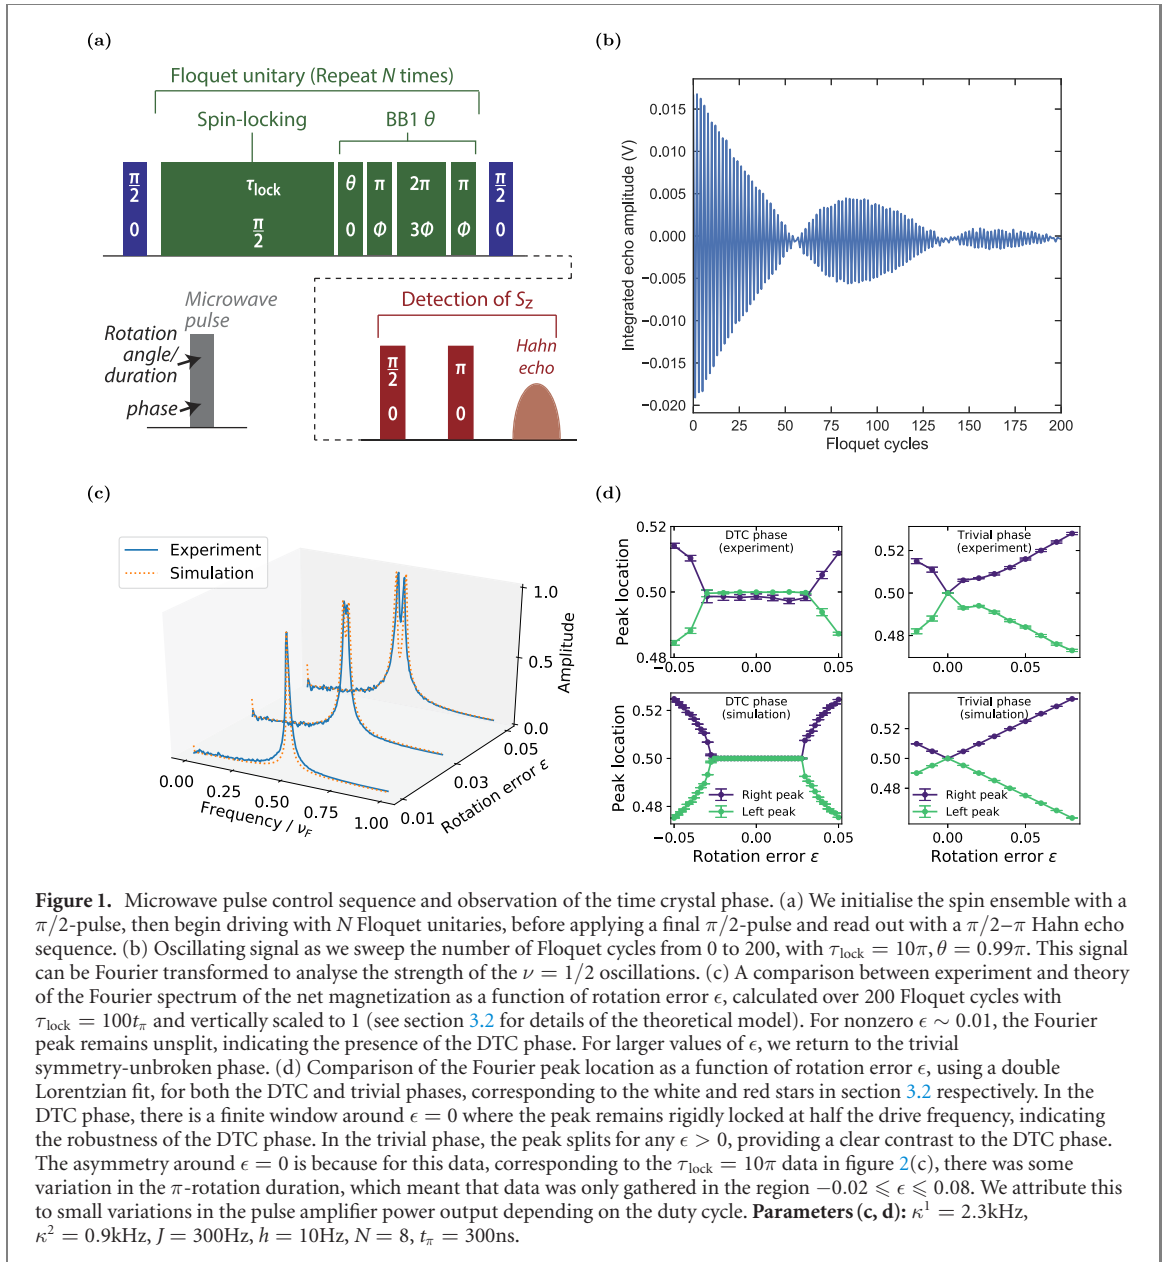 (a)
Floquet unitary (Repeat N times)
Spin-locking
BB1 θ
π/2 τlock θ π 2π π π/2
0 π/2 0 Φ 3Φ Φ 0
Microwave
pulse
Rotation
angle/
duration
phase
Detection of Sz
π/2 π Hahn
echo
0 0
(b)
Integrated echo amplitude (V)
0.015
0.010
0.005
0.000
−0.005
−0.010
−0.015
−0.020
0 25 50 75 100 125 150 175 200
Floquet cycles
(c)
Experiment
Simulation
1.0
0.5
0.0
Amplitude
0.00 0.25 0.50 0.75 1.00
Frequency / νF
0.01 0.03 0.05
Rotation error ϵ
(d)
Peak location
0.52
0.50
0.48
DTC phase
(experiment)
−0.05 0.00 0.05
Trivial phase
(experiment)
0.52
0.50
0.48
0.00 0.05
Peak location
0.52
0.50
0.48
DTC phase
(simulation)
Right peak
Left peak
−0.05 0.00 0.05
Rotation error ϵ
Trivial phase
(simulation)
0.52
0.50
0.48
Right peak
Left peak
0.00 0.05
Rotation error ϵ
Figure 1. Microwave pulse control sequence and observation of the time crystal phase. (a) We initialise the spin ensemble with a
π/2-pulse, then begin driving with N Floquet unitaries, before applying a final π/2-pulse and read out with a π/2–π Hahn echo
sequence. (b) Oscillating signal as we sweep the number of Floquet cycles from 0 to 200, with τlock = 10π, θ = 0.99π. This signal
can be Fourier transformed to analyse the strength of the ν = 1/2 oscillations. (c) A comparison between experiment and theory
of the Fourier spectrum of the net magnetization as a function of rotation error ϵ, calculated over 200 Floquet cycles with
τlock = 100tπ and vertically scaled to 1 (see section 3.2 for details of the theoretical model). For nonzero ϵ ∼ 0.01, the Fourier
peak remains unsplit, indicating the presence of the DTC phase. For larger values of ϵ, we return to the trivial
symmetry-unbroken phase. (d) Comparison of the Fourier peak location as a function of rotation error ϵ, using a double
Lorentzian fit, for both the DTC and trivial phases, corresponding to the white and red stars in section 3.2 respectively. In the
DTC phase, there is a finite window around ϵ = 0 where the peak remains rigidly locked at half the drive frequency, indicating
the robustness of the DTC phase. In the trivial phase, the peak splits for any ϵ > 0, providing a clear contrast to the DTC phase.
The asymmetry around ϵ = 0 is because for this data, corresponding to the τlock = 10π data in figure 2(c), there was some
variation in the π-rotation duration, which meant that data was only gathered in the region −0.02 ⩽ ϵ ⩽ 0.08. We attribute this
to small variations in the pulse amplifier power output depending on the duty cycle. Parameters (c, d): κ¹ = 2.3kHz,
κ² = 0.9kHz, J = 300Hz, h = 10Hz, N = 8, tπ = 300ns.